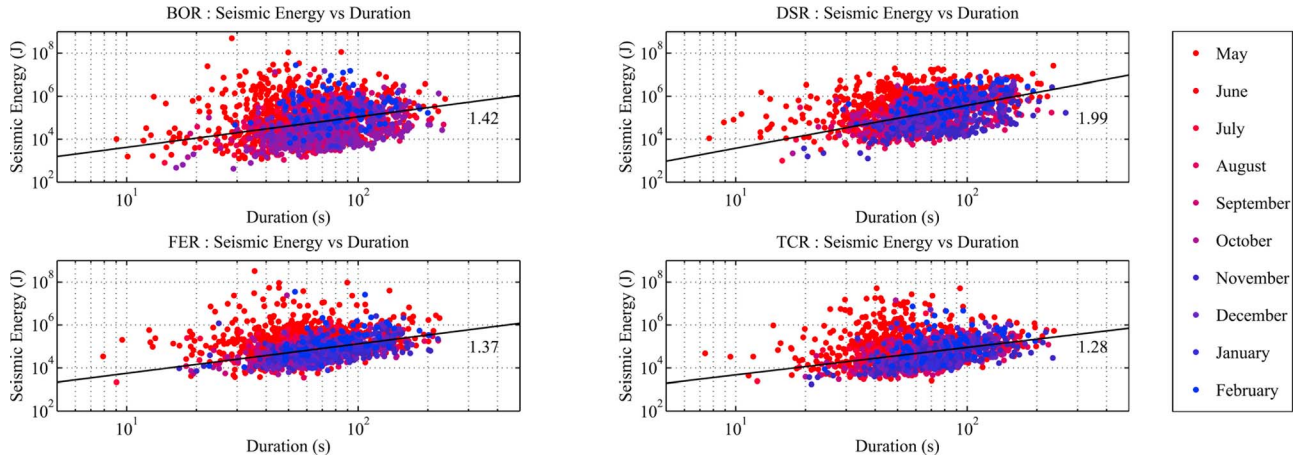 BOR : Seismic Energy vs Duration
Seismic Energy (J)
10^8
10^6
10^4
10^2
1.42
10^1
10^2
Duration (s)
DSR : Seismic Energy vs Duration
Seismic Energy (J)
10^8
10^6
10^4
10^2
1.99
10^1
10^2
Duration (s)
FER : Seismic Energy vs Duration
Seismic Energy (J)
10^8
10^6
10^4
10^2
1.37
10^1
10^2
Duration (s)
TCR : Seismic Energy vs Duration
Seismic Energy (J)
10^8
10^6
10^4
10^2
1.28
10^1
10^2
Duration (s)
May
June
July
August
September
October
November
December
January
February